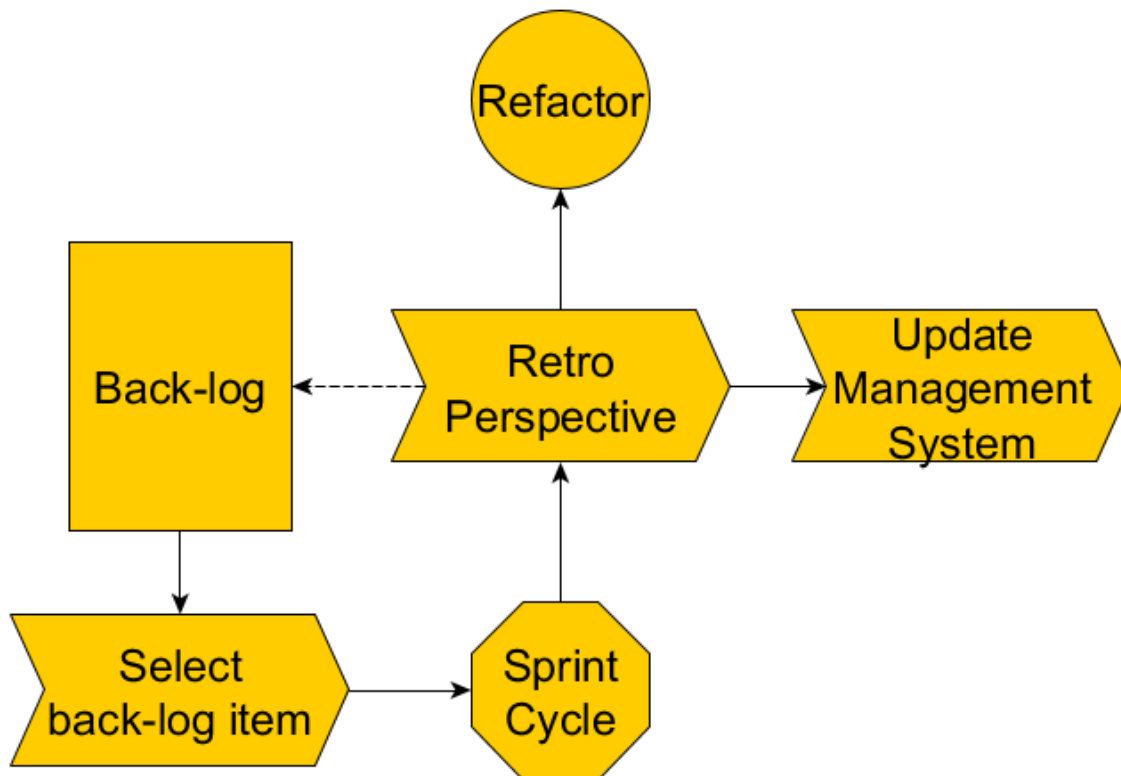 Refactor
Back-log
Retro
Perspective
Update
Management
System
Select
back-log item
Sprint
Cycle